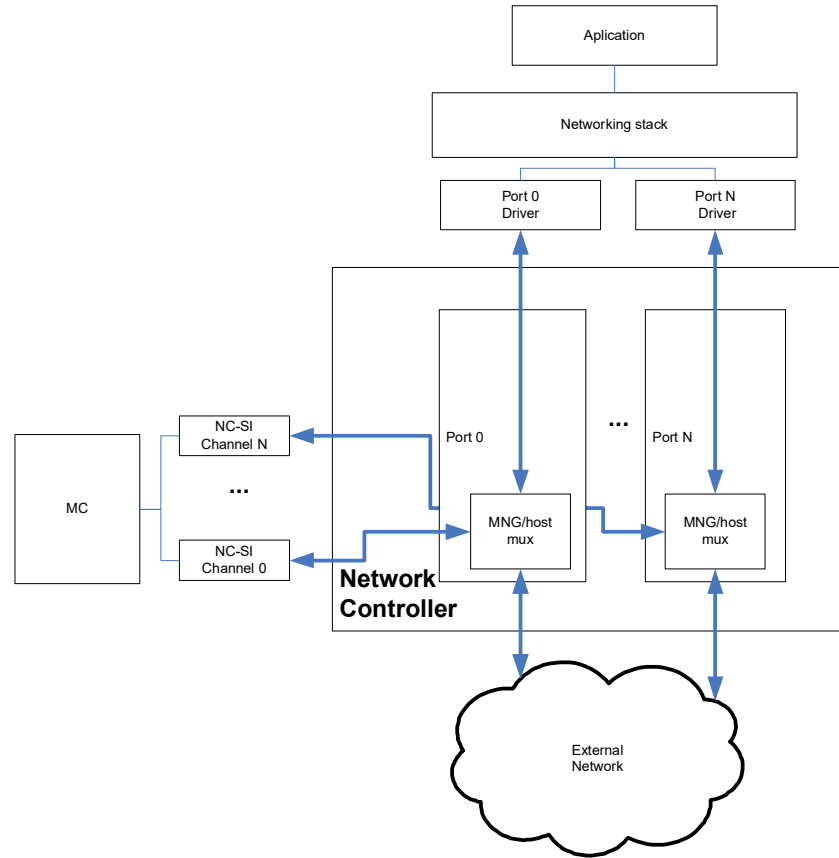 Aplication
Networking stack
Port 0
Driver
Port N
Driver
NC-SI
Channel N
...
MC
NC-SI
Channel 0
Port 0
...
Port N
MNG/host
mux
MNG/host
mux
Network
Controller
External
Network